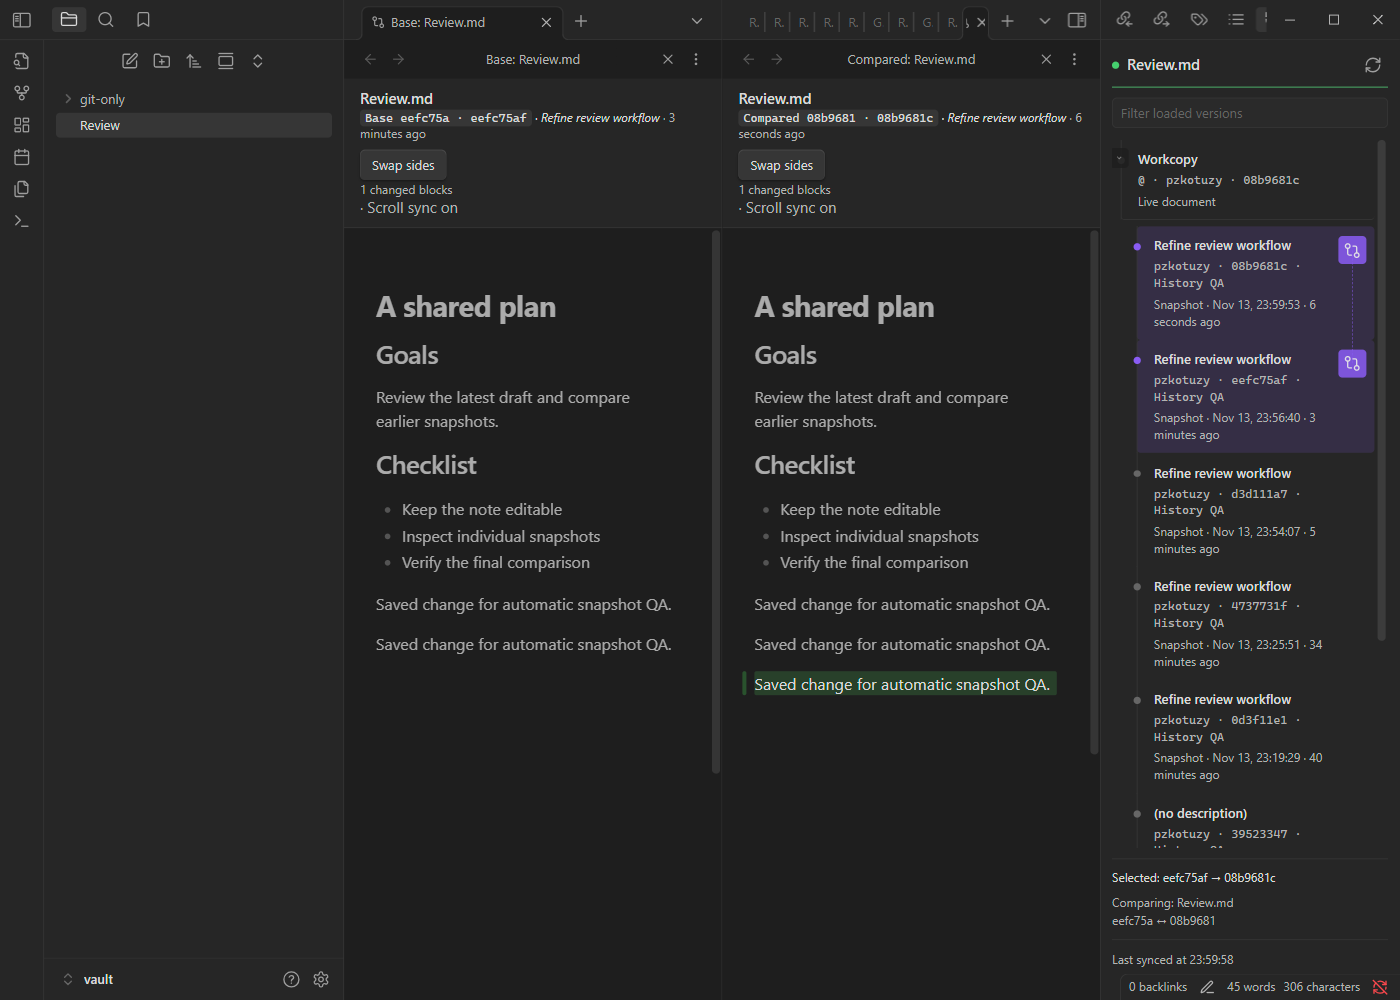 Base: Review.md
R.
R.
R.
R.
R.
G
R.
G
R.
Base: Review.md
Compared: Review.md
Review.md
git-only
Review
Review.md
Base eefc75a · eefc75af · Refine review workflow · 3
minutes ago
Swap sides
1 changed blocks
· Scroll sync on
A shared plan
Goals
Review the latest draft and compare
earlier snapshots.
Checklist
Keep the note editable
Inspect individual snapshots
Verify the final comparison
Saved change for automatic snapshot QA.
Saved change for automatic snapshot QA.
Review.md
Compared 08b9681 · 08b9681c · Refine review workflow · 6
seconds ago
Swap sides
1 changed blocks
· Scroll sync on
A shared plan
Goals
Review the latest draft and compare
earlier snapshots.
Checklist
Keep the note editable
Inspect individual snapshots
Verify the final comparison
Saved change for automatic snapshot QA.
Saved change for automatic snapshot QA.
Saved change for automatic snapshot QA.
Filter loaded versions
Workcopy
@ · pzkotuzy · 08b9681c
Live document
Refine review workflow
pzkotuzy · 08b9681c ·
History QA
Snapshot · Nov 13, 23:59:53 · 6
seconds ago
Refine review workflow
pzkotuzy · eefc75af ·
History QA
Snapshot · Nov 13, 23:56:40 · 3
minutes ago
Refine review workflow
pzkotuzy · d3d111a7 ·
History QA
Snapshot · Nov 13, 23:54:07 · 5
minutes ago
Refine review workflow
pzkotuzy · 4737731f ·
History QA
Snapshot · Nov 13, 23:25:51 · 34
minutes ago
Refine review workflow
pzkotuzy · 0d3f11e1 ·
History QA
Snapshot · Nov 13, 23:19:29 · 40
minutes ago
(no description)
pzkotuzy · 39523347 ·
Selected: eefc75af → 08b9681c
Comparing: Review.md
eefc75a ↔ 08b9681
Last synced at 23:59:58
vault
0 backlinks
45 words
306 characters